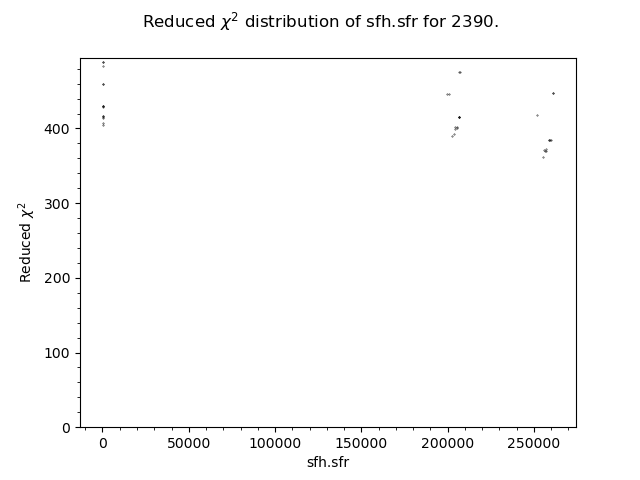 Reduced χ² distribution of sfh.sfr for 2390.
400
300
200
100
0
Reduced χ²
0 50000 100000 150000 200000 250000
sfh.sfr